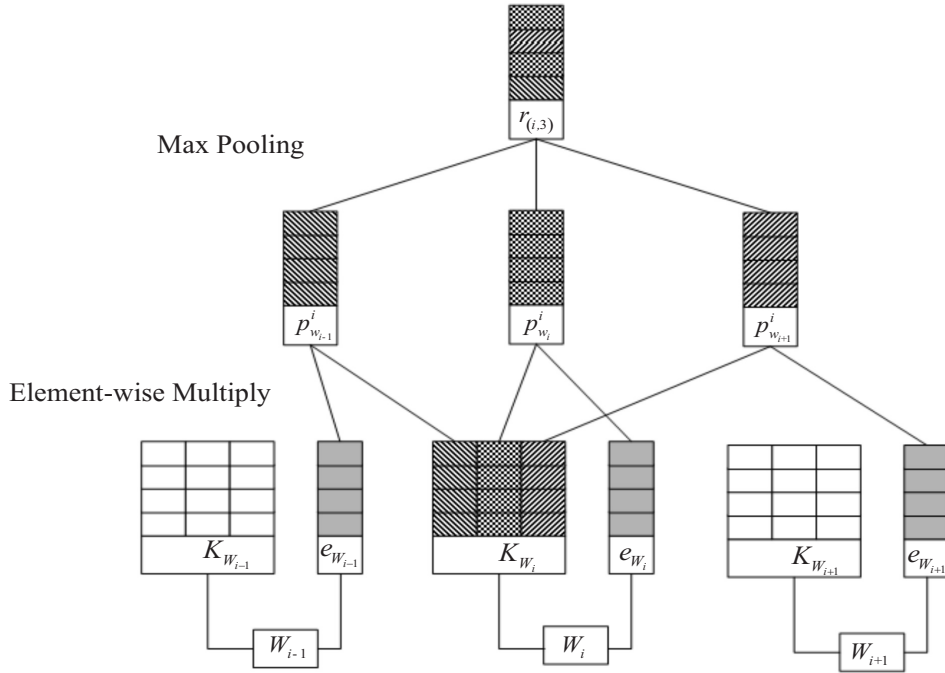 r_(i,3)
Max Pooling
p^i_{w_{i-1}} p^i_{w_i} p^i_{w_{i+1}}
Element-wise Multiply
K_{W_{i-1}} e_{W_{i-1}} K_{W_i} e_{W_i} K_{W_{i+1}} e_{W_{i+1}}
W_{i-1} W_i W_{i+1}